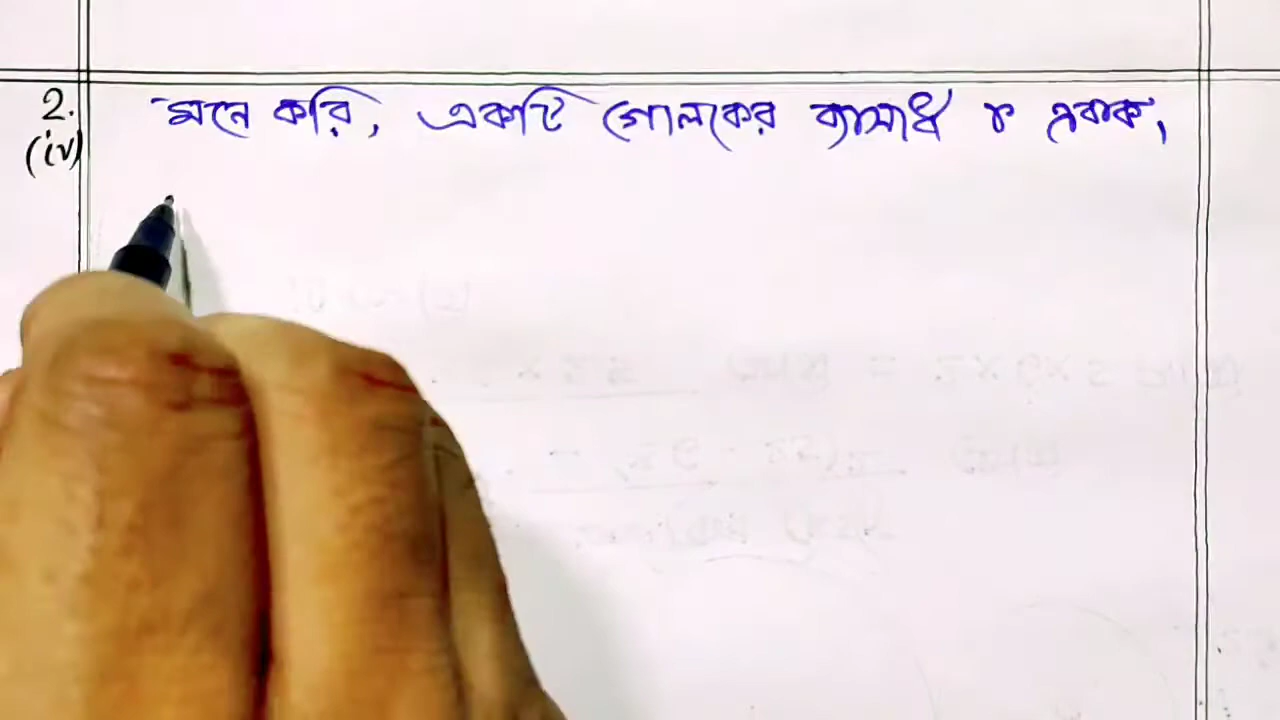 2. মনে করি, একটি গোলকের ব্যাসার্ধ r একক,
(iv)